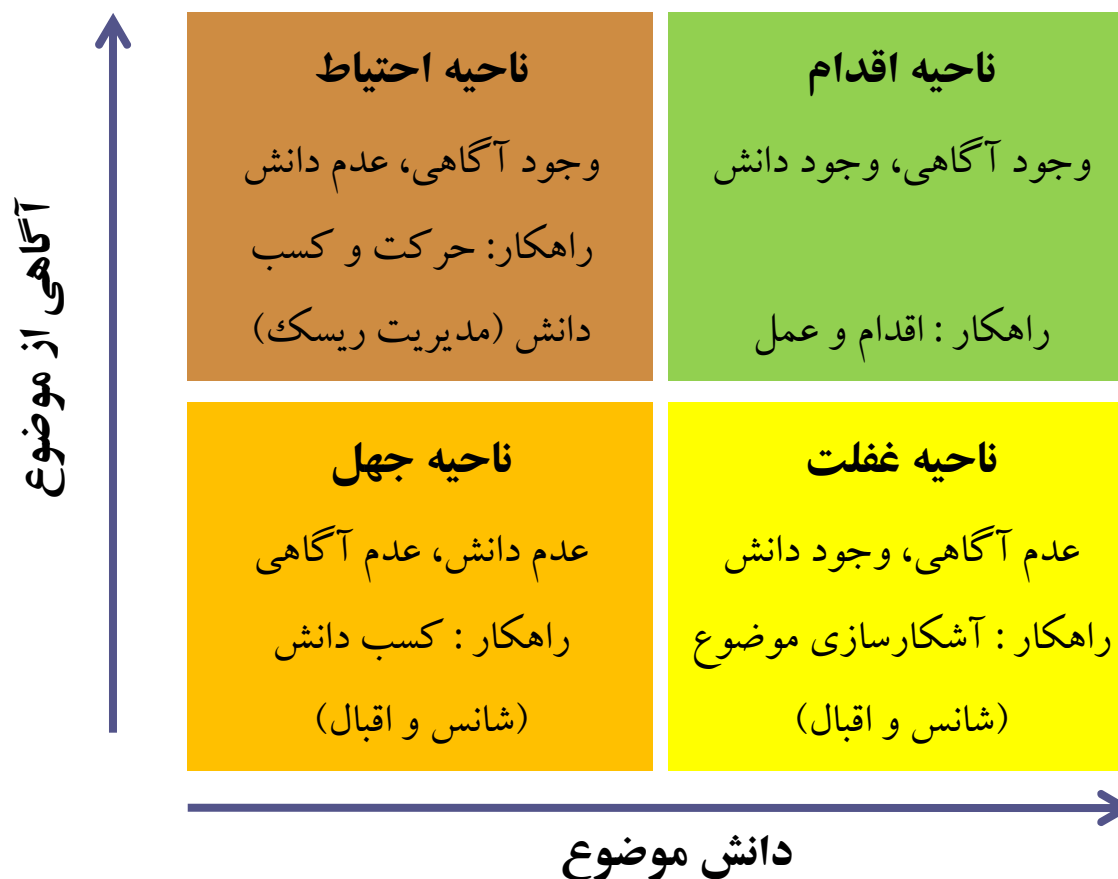 آگاهی از موضوع
ناحیه اقدام
وجود آگاهی، وجود دانش
راهکار : اقدام و عمل
ناحیه احتیاط
وجود آگاهی، عدم دانش
راهکار: حرکت و کسب
دانش (مدیریت ریسک)
ناحیه غفلت
عدم آگاهی، وجود دانش
راهکار : آشکارسازی موضوع
(شانس و اقبال)
ناحیه جهل
عدم دانش، عدم آگاهی
راهکار : کسب دانش
(شانس و اقبال)
دانش موضوع